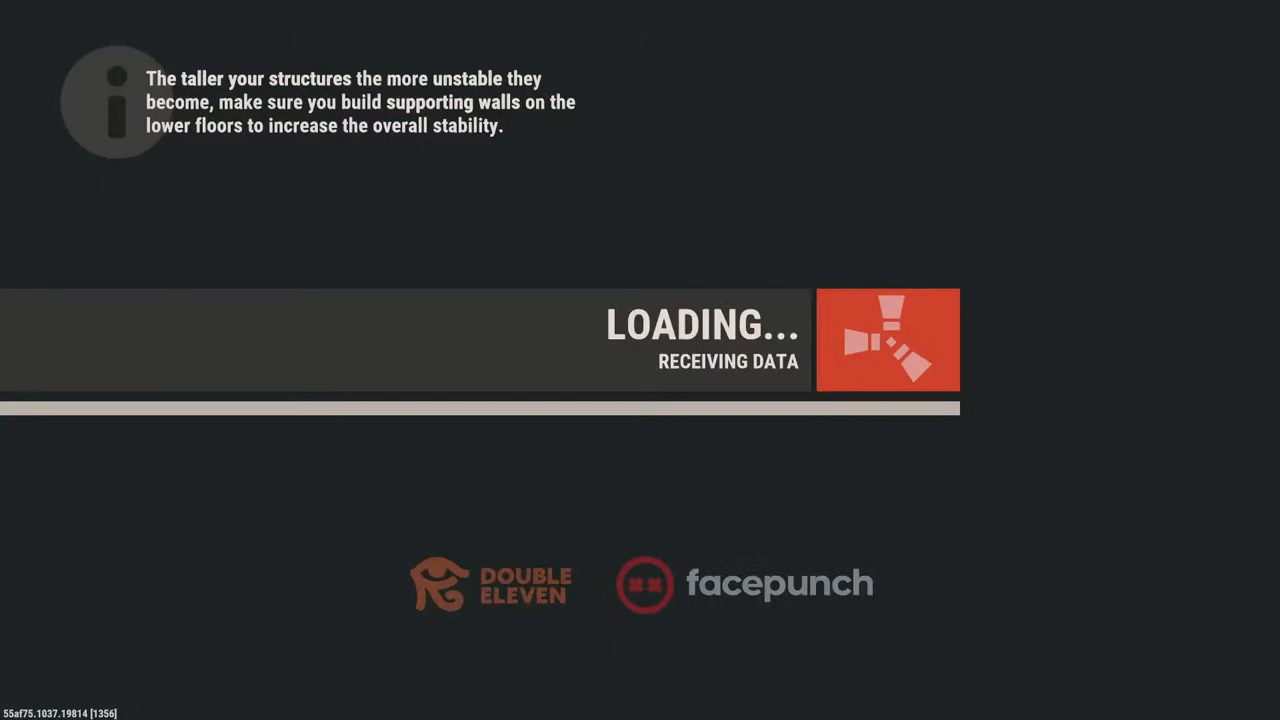 The taller your structures the more unstable they
become, make sure you build supporting walls on the
lower floors to increase the overall stability.
LOADING...
RECEIVING DATA
DOUBLE
ELEVEN
facepunch
55af75.1037.19814 [1356]